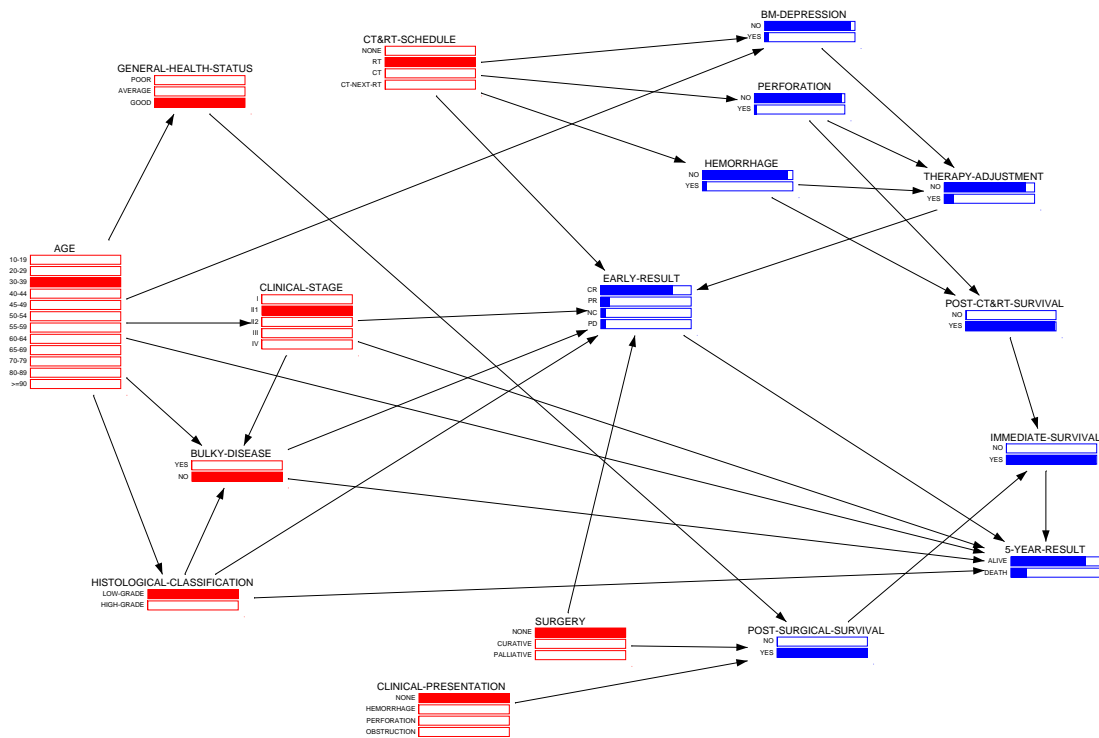 BM-DEPRESSION
NO
YES
CT&RT-SCHEDULE
NONE
RT
CT
CT-NEXT-RT
GENERAL-HEALTH-STATUS
POOR
AVERAGE
GOOD
PERFORATION
NO
YES
HEMORRHAGE
NO
YES
THERAPY-ADJUSTMENT
NO
YES
AGE
10-19
20-29
30-39
40-44
45-49
50-54
55-59
60-64
65-69
70-79
80-89
>=90
CLINICAL-STAGE
I
II1
II2
III
IV
EARLY-RESULT
CR
PR
NC
PD
POST-CT&RT-SURVIVAL
NO
YES
IMMEDIATE-SURVIVAL
NO
YES
BULKY-DISEASE
YES
NO
5-YEAR-RESULT
ALIVE
DEATH
HISTOLOGICAL-CLASSIFICATION
LOW-GRADE
HIGH-GRADE
SURGERY
NONE
CURATIVE
PALLIATIVE
POST-SURGICAL-SURVIVAL
NO
YES
CLINICAL-PRESENTATION
NONE
HEMORRHAGE
PERFORATION
OBSTRUCTION